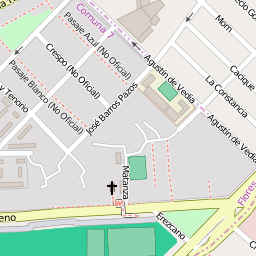 Comuna
Pasaje Azul (No Oficial)
Crespo (No Oficial)
Pasaje Blanco (No Oficial)
José Barros Pazos
Agustín de Vedia
Agustín de Vedia
La Constancia
Cacique
Tenorio
Matanza
Erezcano
eno
Flores